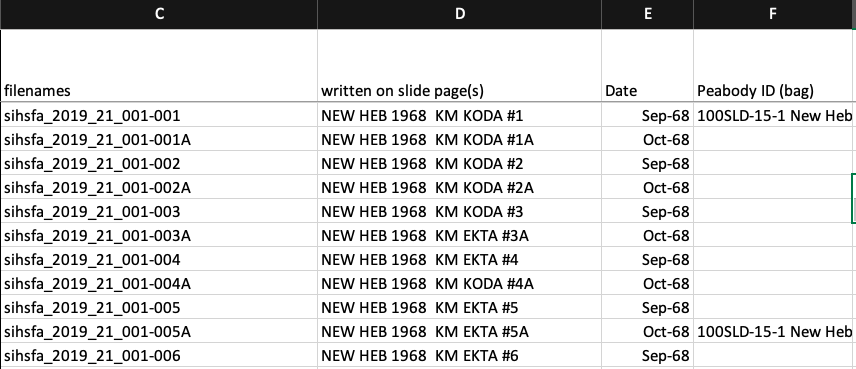 C D E F
filenames written on slide page(s) Date Peabody ID (bag)
sihsfa_2019_21_001-001 NEW HEB 1968  KM KODA #1 Sep-68 100SLD-15-1 New Heb
sihsfa_2019_21_001-001A NEW HEB 1968  KM KODA #1A Oct-68
sihsfa_2019_21_001-002 NEW HEB 1968  KM KODA #2 Sep-68
sihsfa_2019_21_001-002A NEW HEB 1968  KM KODA #2A Oct-68
sihsfa_2019_21_001-003 NEW HEB 1968  KM KODA #3 Sep-68
sihsfa_2019_21_001-003A NEW HEB 1968  KM EKTA #3A Oct-68
sihsfa_2019_21_001-004 NEW HEB 1968  KM EKTA #4 Sep-68
sihsfa_2019_21_001-004A NEW HEB 1968  KM KODA #4A Oct-68
sihsfa_2019_21_001-005 NEW HEB 1968  KM EKTA #5 Sep-68
sihsfa_2019_21_001-005A NEW HEB 1968  KM EKTA #5A Oct-68 100SLD-15-1 New Heb
sihsfa_2019_21_001-006 NEW HEB 1968  KM EKTA #6 Sep-68